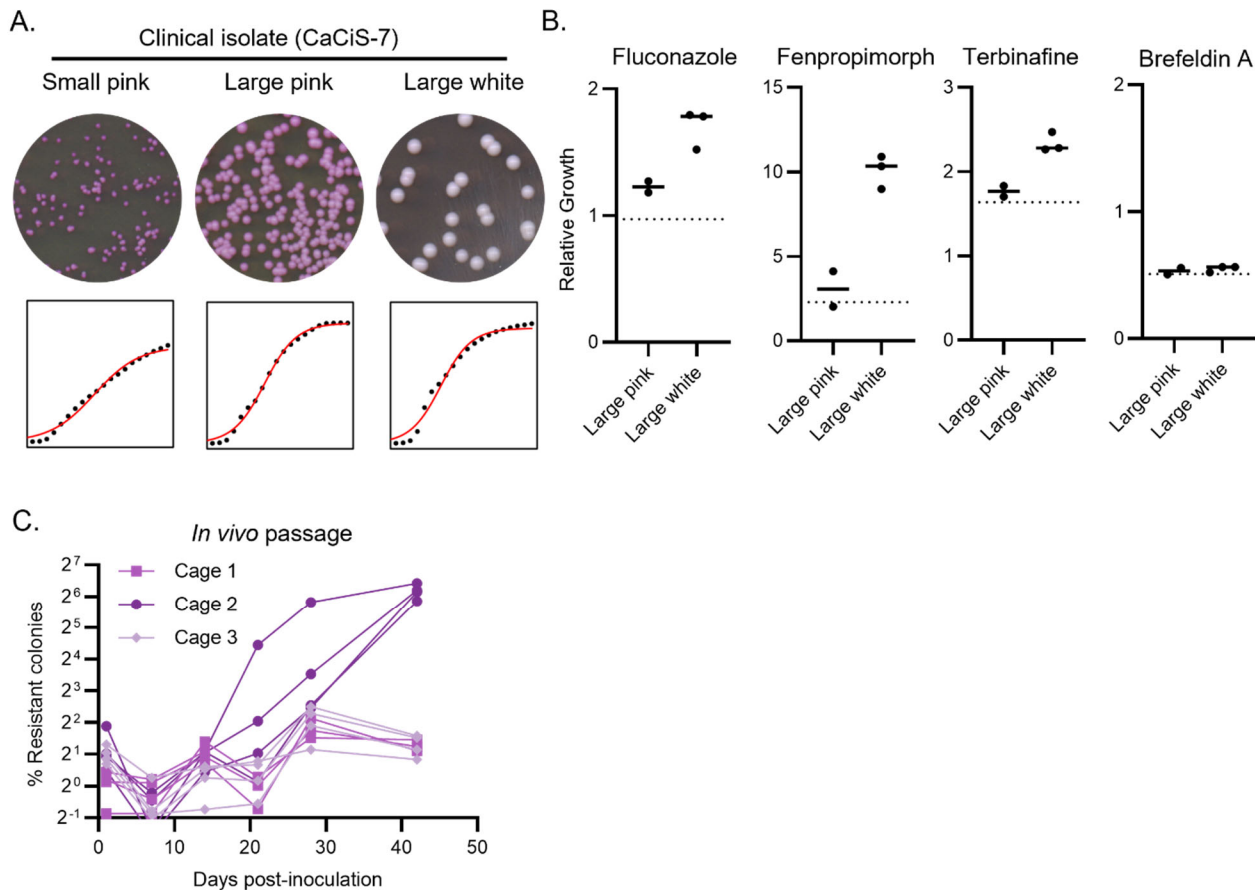 A.
Clinical isolate (CaCiS-7)
Small pink Large pink Large white
B.
Fluconazole Fenpropimorph Terbinafine Brefeldin A
Relative Growth
2
1
0
15
10
5
0
3
2
1
0
2
1
0
Large pink Large white Large pink Large white Large pink Large white Large pink Large white
C.
In vivo passage
% Resistant colonies
2⁷
2⁶
2⁵
2⁴
2³
2²
2¹
2⁰
2⁻¹
Cage 1
Cage 2
Cage 3
0 10 20 30 40 50
Days post-inoculation